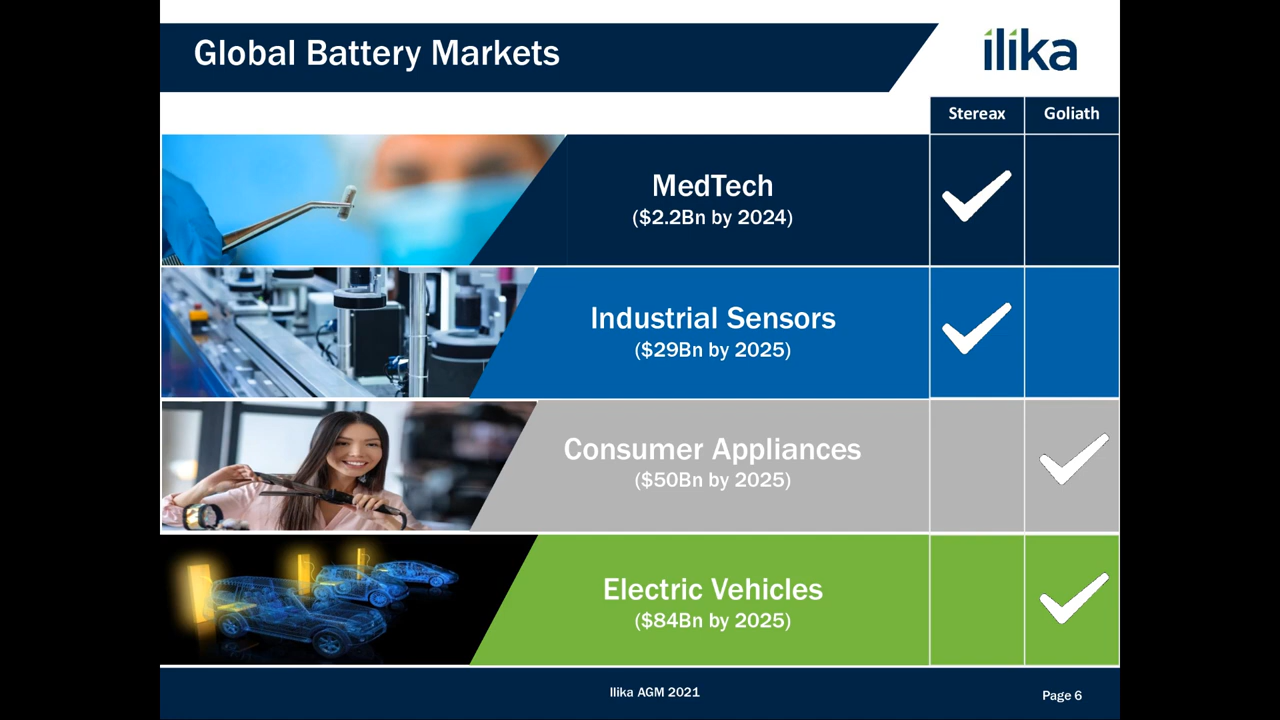 Global Battery Markets
ilika
Stereax
Goliath
MedTech
($2.2Bn by 2024)
Industrial Sensors
($29Bn by 2025)
Consumer Appliances
($50Bn by 2025)
Electric Vehicles
($84Bn by 2025)
Ilika AGM 2021
Page 6